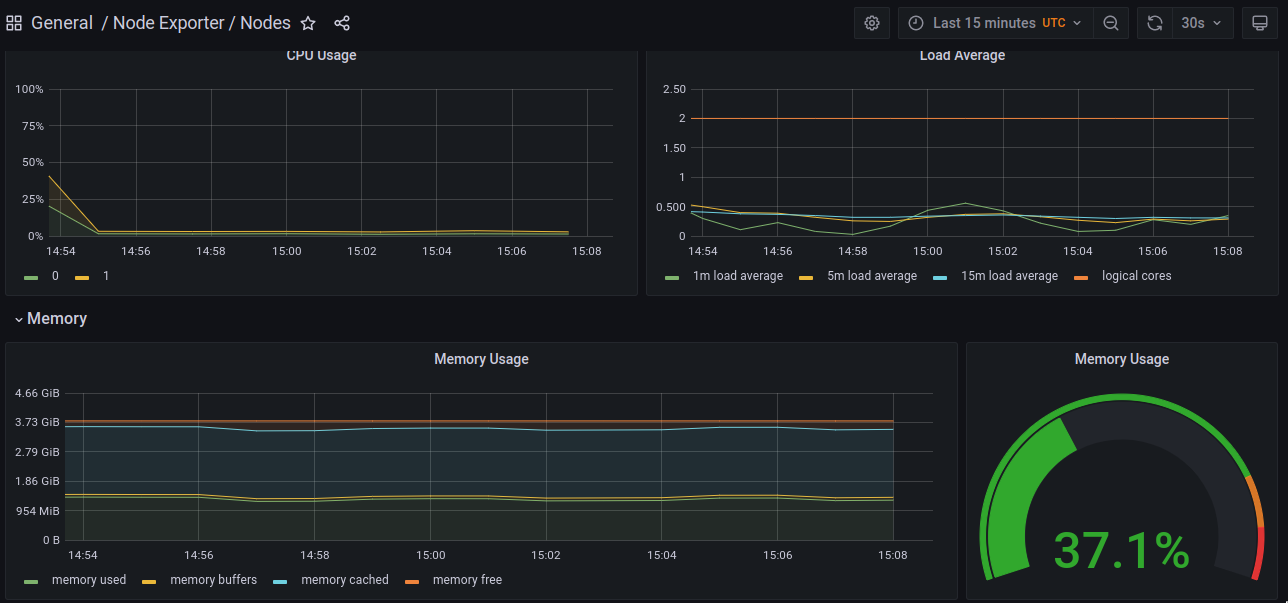 General / Node Exporter / Nodes
Last 15 minutes UTC
30s
CPU Usage
100%
75%
50%
25%
0%
14:54 14:56 14:58 15:00 15:02 15:04 15:06 15:08
0 1
Load Average
2.50
2
1.50
1
0.500
0
14:54 14:56 14:58 15:00 15:02 15:04 15:06 15:08
1m load average 5m load average 15m load average logical cores
Memory
Memory Usage
4.66 GiB
3.73 GiB
2.79 GiB
1.86 GiB
954 MiB
0 B
14:54 14:56 14:58 15:00 15:02 15:04 15:06 15:08
memory used memory buffers memory cached memory free
Memory Usage
37.1%